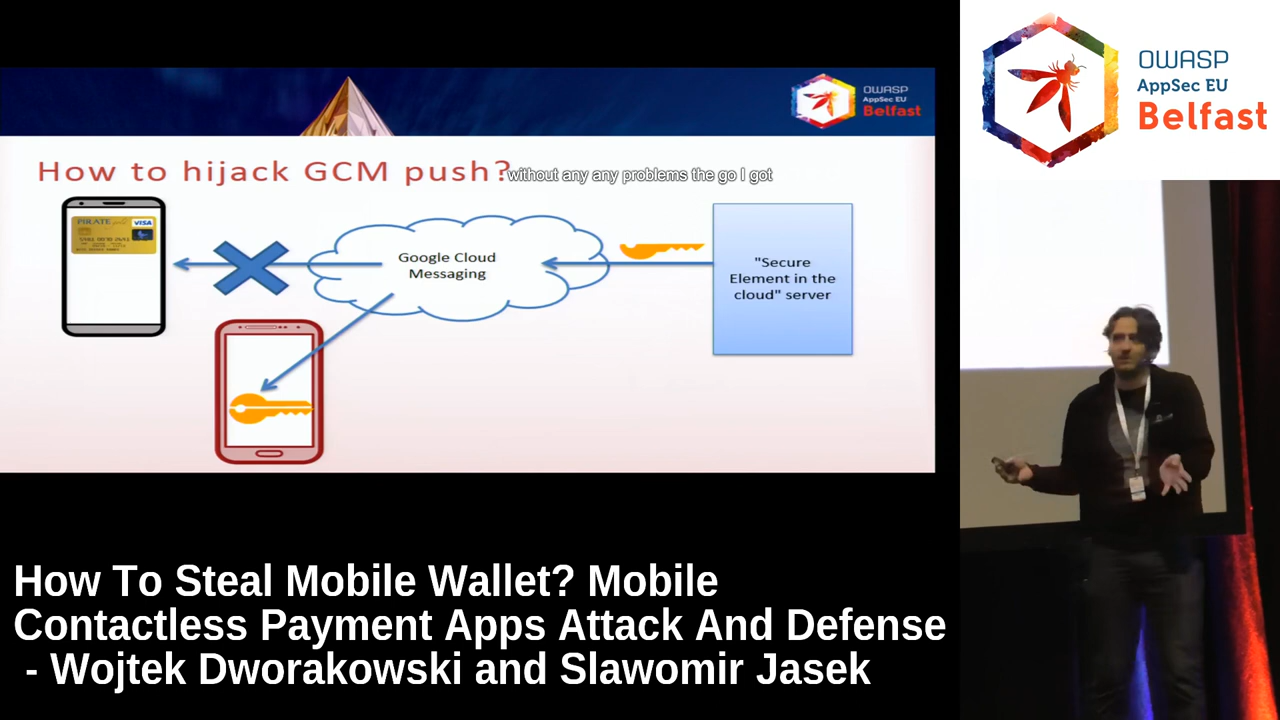 OWASP
AppSec EU
Belfast
OWASP
AppSec EU
Belfast
How to hijack GCM push?
without any any problems the go I got
PIRATE
VISA
Google Cloud
Messaging
"Secure
Element in the
cloud" server
How To Steal Mobile Wallet? Mobile
Contactless Payment Apps Attack And Defense
- Wojtek Dworakowski and Slawomir Jasek